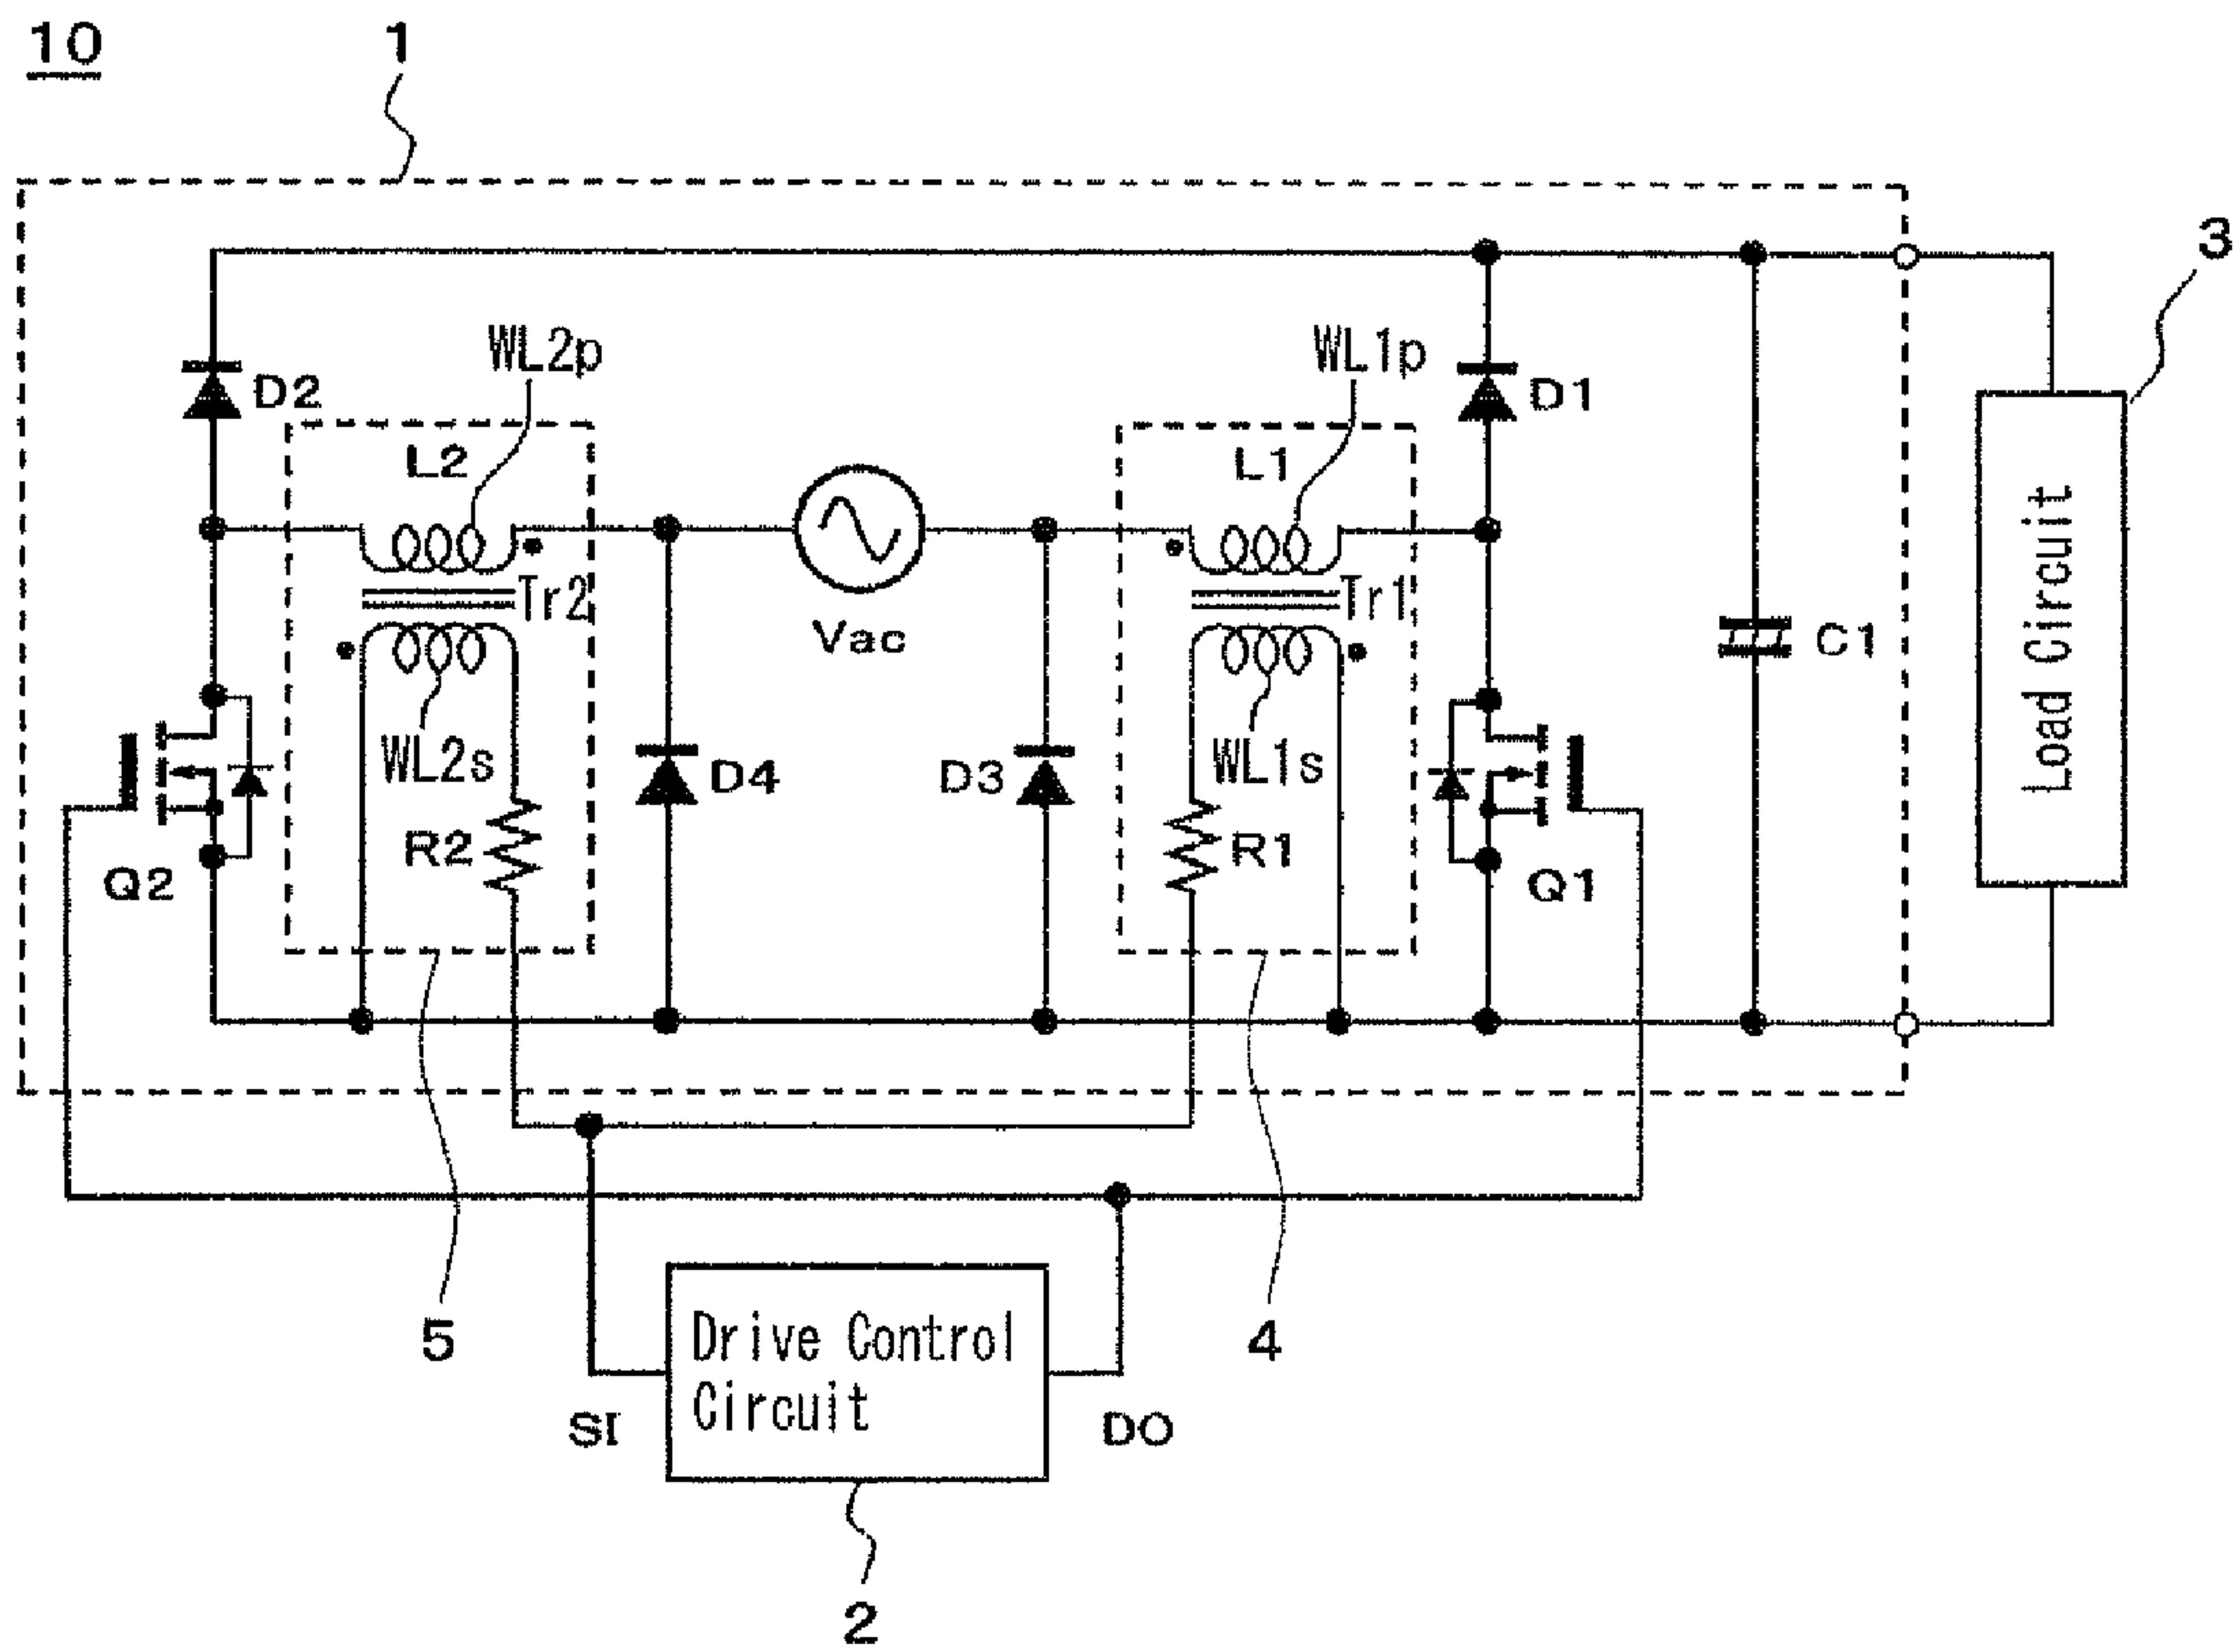 10
1
3
WL2p
WL1p
D2
D1
L2
L1
Tr2
Tr1
Vac
C1
Load Circuit
WL2s
D4
D3
WL1s
R2
R1
Q2
Q1
5
4
Drive Control
Circuit
SI
DO
2